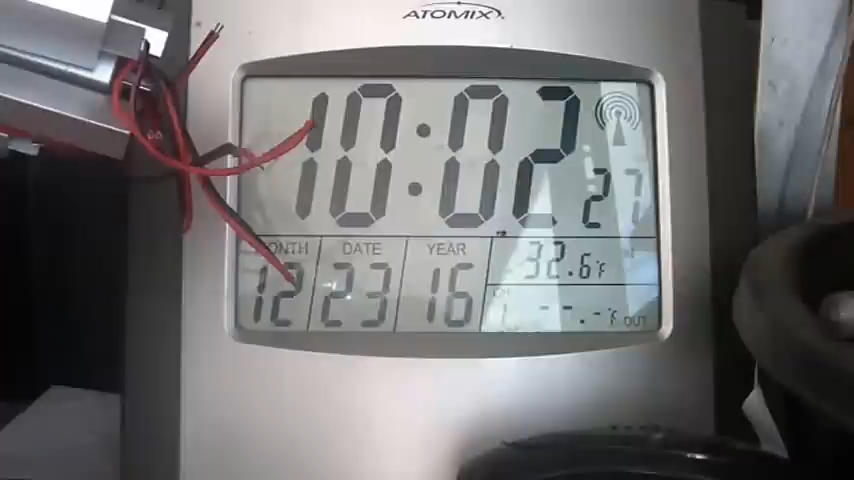 ATOMIX
10:02 27
MONTH DATE YEAR
12 23 16
32.6°F
--.-°F OUT